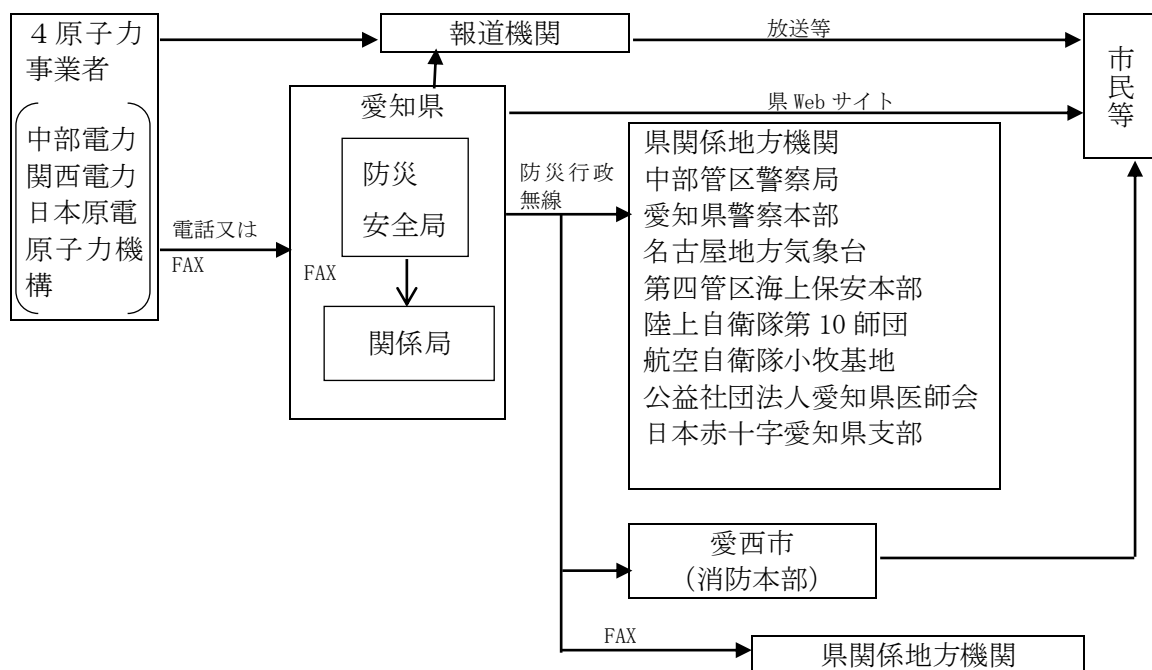 ４原子力
事業者
中部電力
関西電力
日本原電
原子力機
構
電話又は
FAX
報道機関
放送等
愛知県
防災
安全局
FAX
関係局
県 Web サイト
防災行政
無線
市民等
県関係地方機関
中部管区警察局
愛知県警察本部
名古屋地方気象台
第四管区海上保安本部
陸上自衛隊第 10 師団
航空自衛隊小牧基地
公益社団法人愛知県医師会
日本赤十字愛知県支部
愛西市
（消防本部）
FAX
県関係地方機関